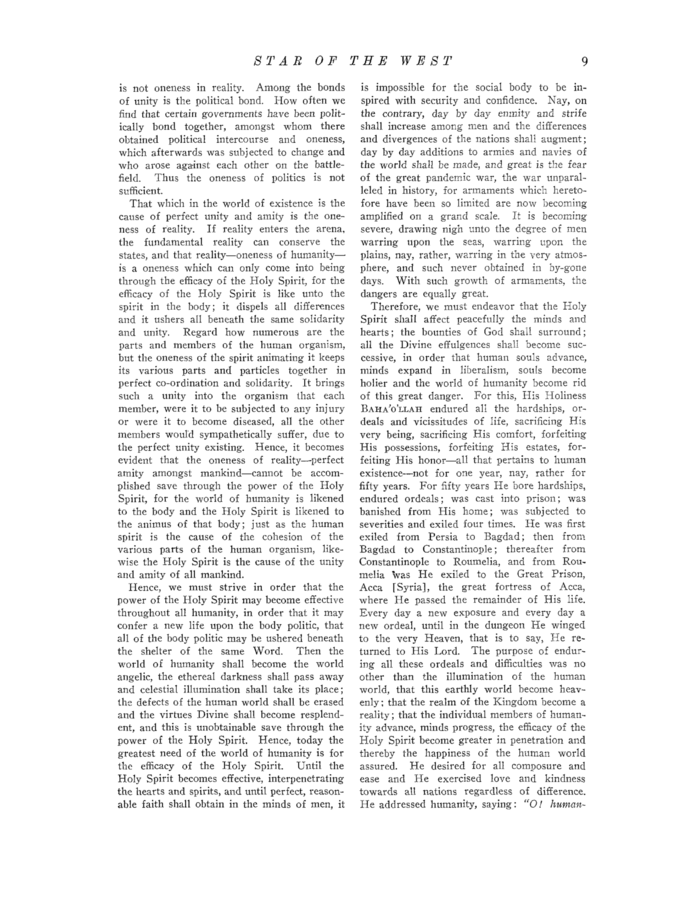 STAR OF THE WEST 9
is not oneness in reality. Among the bonds
of unity is the political bond. How often we
find that certain governments have been polit-
ically bond together, amongst whom there
obtained political intercourse and oneness,
which afterwards was subjected to change and
who arose against each other on the battle-
field. Thus the oneness of politics is not
sufficient.
That which in the world of existence is the
cause of perfect unity and amity is the one-
ness of reality. If reality enters the arena,
the fundamental reality can conserve the
states, and that reality—oneness of humanity—
is a oneness which can only come into being
through the efficacy of the Holy Spirit, for the
efficacy of the Holy Spirit is like unto the
spirit in the body; it dispels all differences
and it ushers all beneath the same solidarity
and unity. Regard how numerous are the
parts and members of the human organism,
but the oneness of the spirit animating it keeps
its various parts and particles together in
perfect co-ordination and solidarity. It brings
such a unity into the organism that each
member, were it to be subjected to any injury
or were it to become diseased, all the other
members would sympathetically suffer, due to
the perfect unity existing. Hence, it becomes
evident that the oneness of reality—perfect
amity amongst mankind—cannot be accom-
plished save through the power of the Holy
Spirit, for the world of humanity is likened
to the body and the Holy Spirit is likened to
the animus of that body; just as the human
spirit is the cause of the cohesion of the
various parts of the human organism, like-
wise the Holy Spirit is the cause of the unity
and amity of all mankind.
Hence, we must strive in order that the
power of the Holy Spirit may become effective
throughout all humanity, in order that it may
confer a new life upon the body politic, that
all of the body politic may be ushered beneath
the shelter of the same Word. Then the
world of humanity shall become the world
angelic, the ethereal darkness shall pass away
and celestial illumination shall take its place;
the defects of the human world shall be erased
and the virtues Divine shall become resplend-
ent, and this is unobtainable save through the
power of the Holy Spirit. Hence, today the
greatest need of the world of humanity is for
the efficacy of the Holy Spirit. Until the
Holy Spirit becomes effective, interpenetrating
the hearts and spirits, and until perfect, reason-
able faith shall obtain in the minds of men, it
is impossible for the social body to be in-
spired with security and confidence. Nay, on
the contrary, day by day enmity and strife
shall increase among men and the differences
and divergences of the nations shall augment;
day by day additions to armies and navies of
the world shall be made, and great is the fear
of the great pandemic war, the war unparal-
leled in history, for armaments which hereto-
fore have been so limited are now becoming
amplified on a grand scale. It is becoming
severe, drawing nigh unto the degree of men
warring upon the seas, warring upon the
plains, nay, rather, warring in the very atmos-
phere, and such never obtained in by-gone
days. With such growth of armaments, the
dangers are equally great.
Therefore, we must endeavor that the Holy
Spirit shall affect peacefully the minds and
hearts; the bounties of God shall surround;
all the Divine effulgences shall become suc-
cessive, in order that human souls advance,
minds expand in liberalism, souls become
holier and the world of humanity become rid
of this great danger. For this, His Holiness
BAHA'O'LLAH endured all the hardships, or-
deals and vicissitudes of life, sacrificing His
very being, sacrificing His comfort, forfeiting
His possessions, forfeiting His estates, for-
feiting His honor—all that pertains to human
existence—not for one year, nay, rather for
fifty years. For fifty years He bore hardships,
endured ordeals; was cast into prison; was
banished from His home; was subjected to
severities and exiled four times. He was first
exiled from Persia to Bagdad; then from
Bagdad to Constantinople; thereafter from
Constantinople to Roumelia, and from Rou-
melia was He exiled to the Great Prison,
Acca [Syria], the great fortress of Acca,
where He passed the remainder of His life.
Every day a new exposure and every day a
new ordeal, until in the dungeon He winged
to the very Heaven, that is to say, He re-
turned to His Lord. The purpose of endur-
ing all these ordeals and difficulties was no
other than the illumination of the human
world, that this earthly world become heav-
enly; that the realm of the Kingdom become a
reality; that the individual members of human-
ity advance, minds progress, the efficacy of the
Holy Spirit become greater in penetration and
thereby the happiness of the human world
assured. He desired for all composure and
ease and He exercised love and kindness
towards all nations regardless of difference.
He addressed humanity, saying: "O! human-